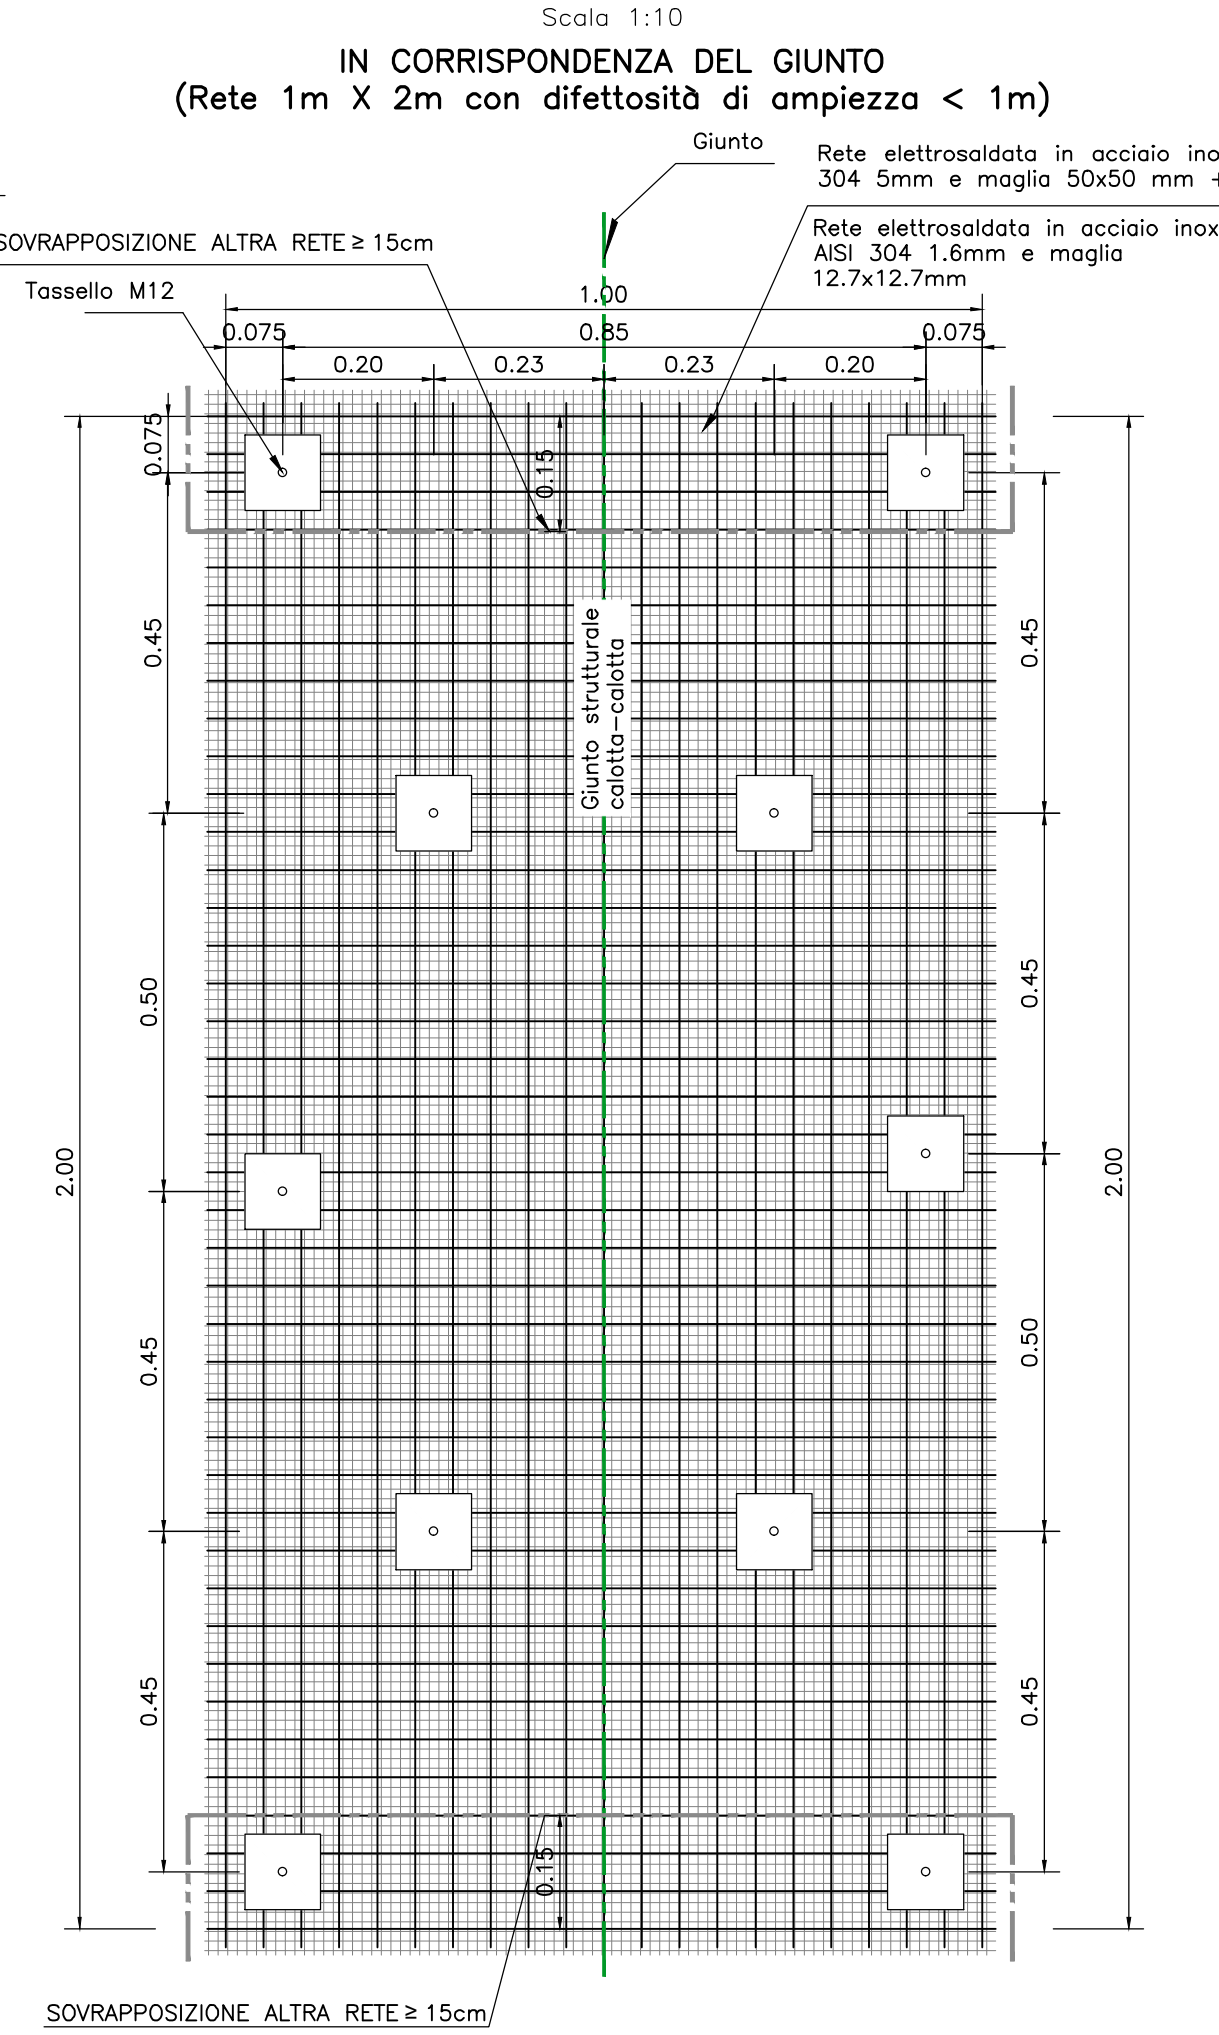 Scala 1:10
IN CORRISPONDENZA DEL GIUNTO
(Rete 1m X 2m con difettosità di ampiezza < 1m)
Giunto
Rete elettrosaldata in acciaio ino
304 5mm e maglia 50x50 mm +
Rete elettrosaldata in acciaio inox
AISI 304 1.6mm e maglia
12.7x12.7mm
SOVRAPPOSIZIONE ALTRA RETE ≥ 15cm
Tassello M12
1.00
0.075
0.85
0.075
0.20
0.23
0.23
0.20
0.075
0.15
0.45
0.45
Giunto strutturale
calotta-calotta
0.50
0.45
2.00
2.00
0.45
0.50
0.45
0.45
0.15
SOVRAPPOSIZIONE ALTRA RETE ≥ 15cm